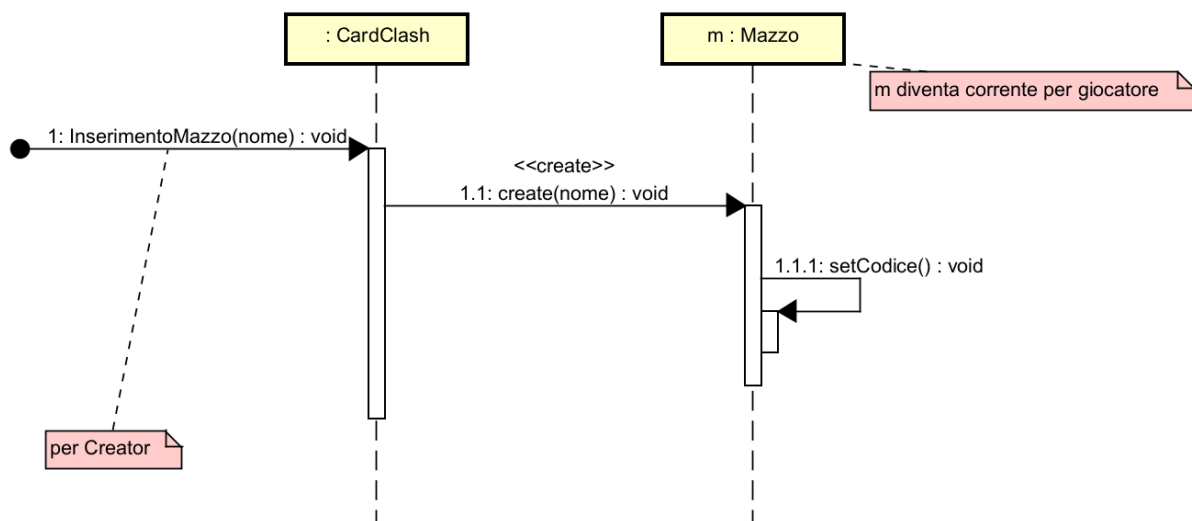 : CardClash
m : Mazzo
m diventa corrente per giocatore
1: InserimentoMazzo(nome) : void
<<create>>
1.1: create(nome) : void
1.1.1: setCodice() : void
per Creator